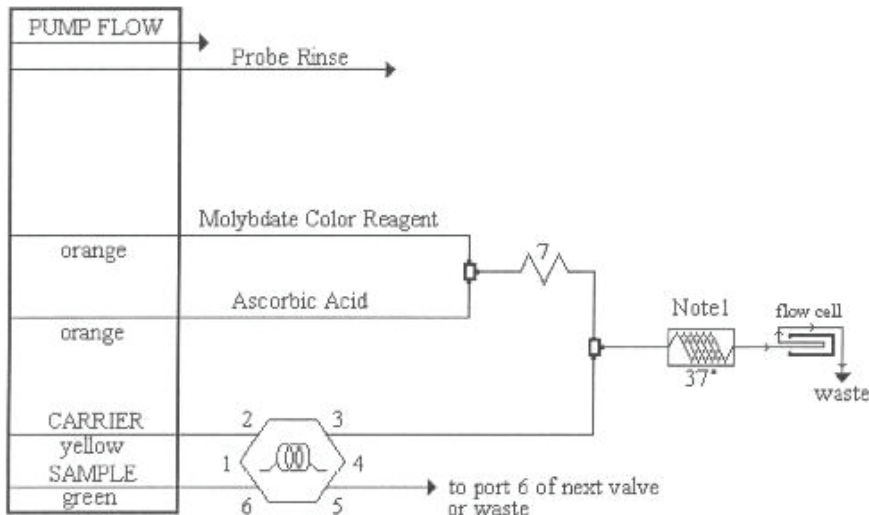 PUMP FLOW
Probe Rinse
Molybdate Color Reagent
orange
7
Ascorbic Acid
orange
Note1
flow cell
37°
waste
CARRIER
2
3
yellow
1
4
SAMPLE
green
6
5
to port 6 of next valve
or waste